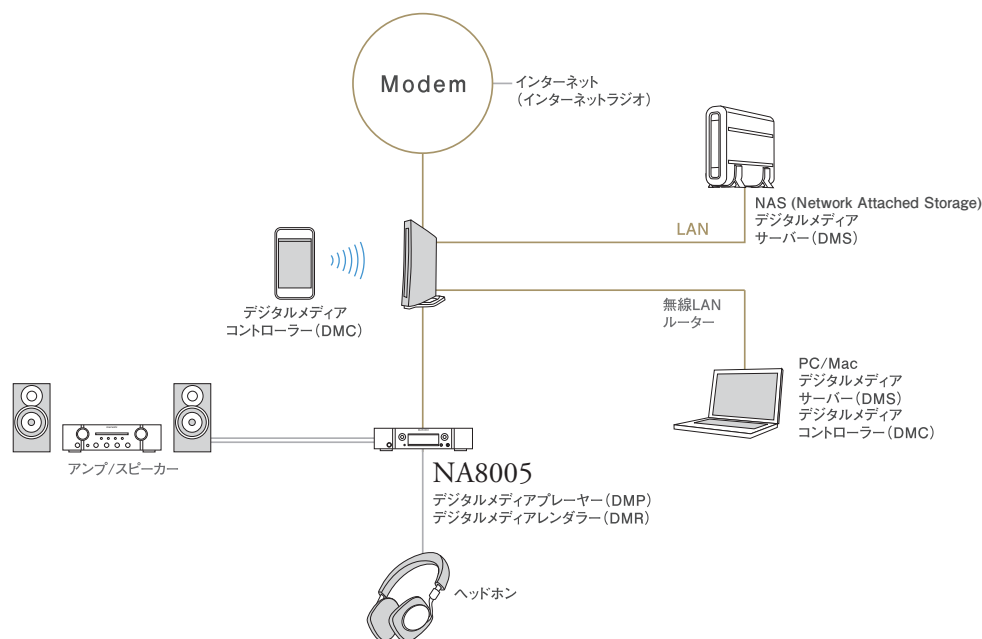 Modem
インターネット
(インターネットラジオ)
NAS (Network Attached Storage)
デジタルメディア
サーバー(DMS)
LAN
デジタルメディア
コントローラー(DMC)
無線LAN
ルーター
PC/Mac
デジタルメディア
サーバー(DMS)
デジタルメディア
コントローラー(DMC)
アンプ/スピーカー
NA8005
デジタルメディアプレーヤー(DMP)
デジタルメディアレンダラー(DMR)
ヘッドホン